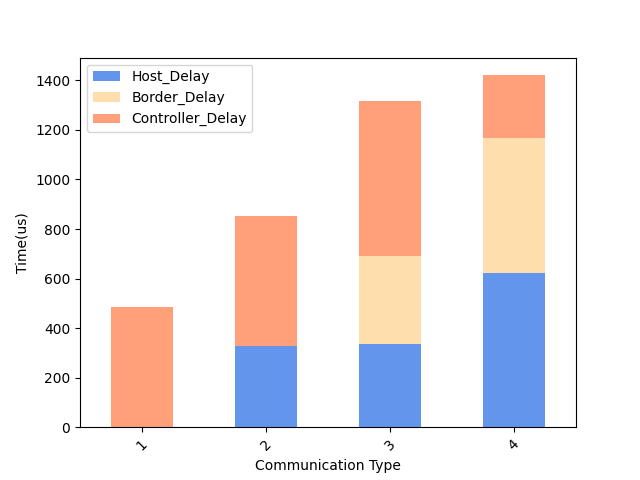 Host_Delay
Border_Delay
Controller_Delay
1400
1200
1000
800
600
400
200
0
Time(us)
1 2 3 4
Communication Type